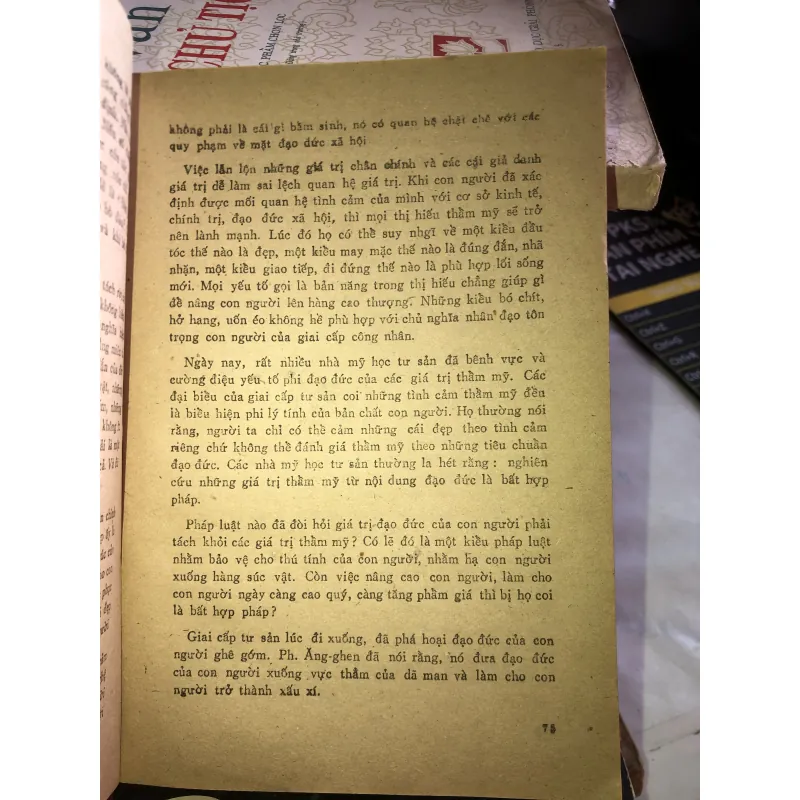 CHỦ TỊ
PHẨM CHỌN LỌC
không phải là cái gì bẩm sinh, nó có quan hệ chặt chẽ với các
quy phạm về mặt đạo đức xã hội
Việc lẫn lộn những giá trị chân chính và các cái giả danh
giá trị dễ làm sai lệch quan hệ giá trị. Khi con người đã xác
định được mối quan hệ tình cảm của mình với cơ sở kinh tế,
chính trị, đạo đức xã hội, thì mọi thị hiếu thẩm mỹ sẽ trở
nên lành mạnh. Lúc đó họ có thể suy nhgĩ về một kiểu đầu
tóc thế nào là đẹp, một kiểu may mặc thế nào là đúng đắn, nhã
nhặn, một kiểu giao tiếp, đi đứng thế nào là phù hợp lối sống
mới. Mọi yếu tố gọi là bản năng trong thị hiếu chẳng giúp gì
để nâng con người lên hàng cao thượng. Những kiểu bó chít,
hở hang, uốn éo không hề phù hợp với chủ nghĩa nhân đạo tôn
trọng con người của giai cấp công nhân.
Ngày nay, rất nhiều nhà mỹ học tư sản đã bênh vực và
cường điệu yếu tố phi đạo đức của các giá trị thẩm mỹ. Các
đại biểu của giai cấp tư sản coi những tình cảm thẩm mỹ đều
là biểu hiện phi lý tính của bản chất con người. Họ thường nói
rằng, người ta chỉ có thể cảm những cái đẹp theo tình cảm
riêng chứ không thể đánh giá thẩm mỹ theo những tiêu chuẩn
đạo đức. Các nhà mỹ học tư sản thường la hét rằng : nghiên
cứu những giá trị thẩm mỹ từ nội dung đạo đức là bất hợp
pháp.
Pháp luật nào đã đòi hỏi giá trị đạo đức của con người phải
tách khỏi các giá trị thẩm mỹ ? Có lẽ đó là một kiểu pháp luật
nhằm bảo vệ cho thú tính của con người, nhằm hạ con người
xuống hàng súc vật. Còn việc nâng cao con người, làm cho
con người ngày càng cao quý, càng tăng phẩm giá thì bị họ coi
là bất hợp pháp ?
Giai cấp tư sản lúc đi xuống, đã phá hoại đạo đức của con
người ghê gớm. Ph. Ăng-ghen đã nói rằng, nó đưa đạo đức
của con người xuống vực thẳm của dã man và làm cho con
người trở thành xấu xí.
75